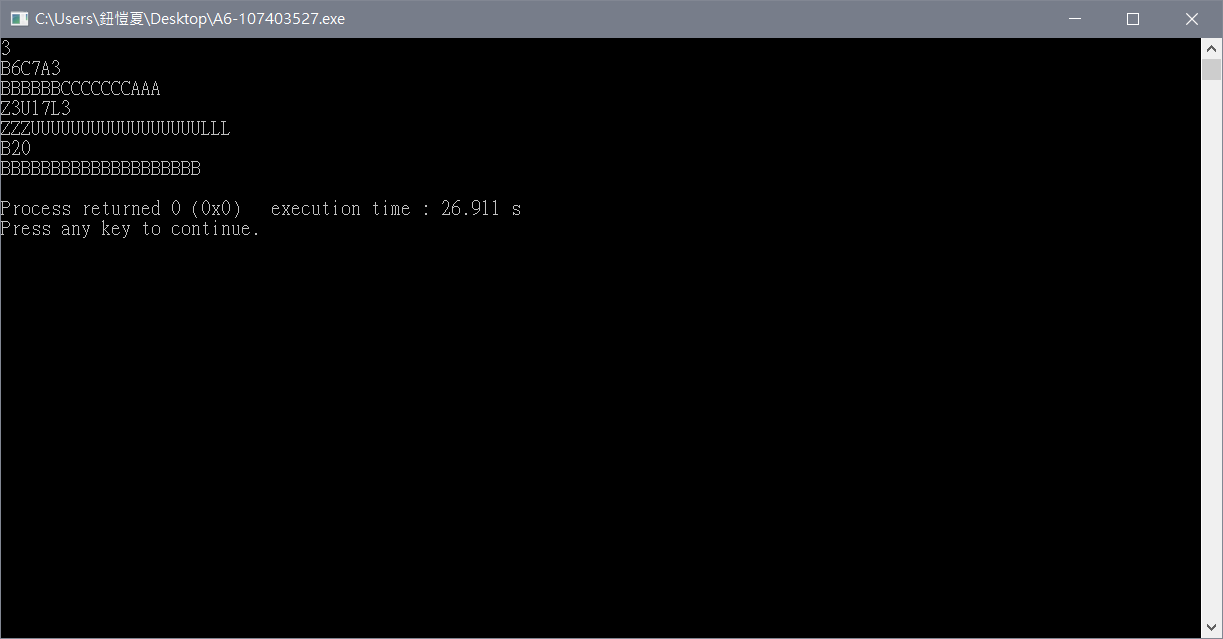 C:\Users\鈕愷夏\Desktop\A6-107403527.exe
3
B6C7A3
BBBBBBCCCCCCCAAA
Z3U17L3
ZZZUUUUUUUUUUUUUUUUULLL
B20
BBBBBBBBBBBBBBBBBBBB
Process returned 0 (0x0)   execution time : 26.911 s
Press any key to continue.